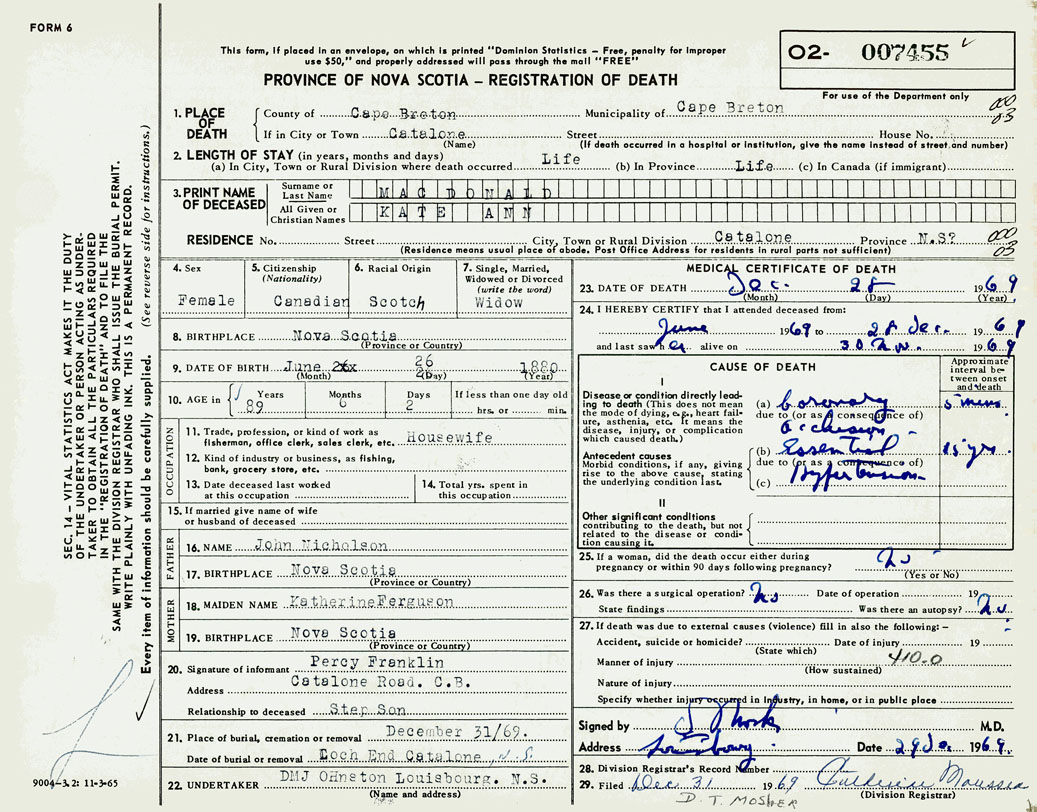 FORM 6
This form, if placed in an envelope, on which is printed "Dominion Statistics — Free, penalty for improper
use $50," and properly addressed will pass through the mail "FREE"
PROVINCE OF NOVA SCOTIA — REGISTRATION OF DEATH
O2- 007455
For use of the Department only
1. PLACE OF DEATH
County of Cape Breton Municipality of Cape Breton
If in City or Town Catalone Street House No.
(Name) (If death occurred in a hospital or institution, give the name instead of street and number)
2. LENGTH OF STAY (in years, months and days)
(a) In City, Town or Rural Division where death occurred Life (b) In Province Life (c) In Canada (if immigrant)
3. PRINT NAME OF DECEASED
Surname or Last Name MAC DONALD
All Given or Christian Names KATE ANN
RESIDENCE No. Street City, Town or Rural Division Catalone Province N.S?
(Residence means usual place of abode. Post Office Address for residents in rural parts not sufficient)
4. Sex
Female
5. Citizenship
(Nationality)
Canadian
6. Racial Origin
Scotch
7. Single, Married,
Widowed or Divorced
(write the word)
Widow
8. BIRTHPLACE Nova Scotia
(Province or Country)
9. DATE OF BIRTH June 26 1880
(Month) (Day) (Year)
10. AGE in
Years 89
Months 6
Days 2
If less than one day old
hrs. or min.
OCCUPATION
11. Trade, profession, or kind of work as
fisherman, office clerk, sales clerk, etc. Housewife
12. Kind of industry or business, as fishing,
bank, grocery store, etc.
13. Date deceased last worked
at this occupation
14. Total yrs. spent in
this occupation
15. If married give name of wife
or husband of deceased
FATHER
16. NAME John Nicholson
17. BIRTHPLACE Nova Scotia
(Province or Country)
MOTHER
18. MAIDEN NAME Katherine Ferguson
19. BIRTHPLACE Nova Scotia
(Province or Country)
20. Signature of informant Percy Franklin
Address Catalone Road. C.B.
Relationship to deceased Step Son
21. Place of burial, cremation or removal December 31/69.
Date of burial or removal Loch End Catalone, N.S.
22. UNDERTAKER DMJ OHnston Louisbourg. N.S.
(Name and address)
MEDICAL CERTIFICATE OF DEATH
23. DATE OF DEATH Dec. 28 1969
(Month) (Day) (Year)
24. I HEREBY CERTIFY that I attended deceased from:
June 1969 to 28 Dec. 1969
and last saw her alive on 30 Nov. 1969
CAUSE OF DEATH
Approximate interval between onset and death
I
Disease or condition directly leading to death (This does not mean the mode of dying, e.g., heart failure, asthenia, etc. It means the disease, injury, or complication which caused death.)
(a) Coronary 5 mins.
due to (or as a consequence of)
occlusion
Antecedent causes
Morbid conditions, if any, giving rise to the above cause, stating the underlying condition last.
(b) Essential 15 yrs.
due to (or as a consequence of)
(c) Hypertension
II
Other significant conditions
contributing to the death, but not related to the disease or condition causing it.
25. If a woman, did the death occur either during
pregnancy or within 90 days following pregnancy? No
(Yes or No)
26. Was there a surgical operation? No Date of operation 19
State findings Was there an autopsy? No
27. If death was due to external causes (violence) fill in also the following: -
Accident, suicide or homicide? Date of injury 19
(State which)
Manner of injury 410.0
(How sustained)
Nature of injury
Specify whether injury occurred in industry, in home, or in public place
Signed by M.D.
Address Louisbourg Date 29 Dec 1969.
28. Division Registrar's Record Number
29. Filed Dec 31 1969 Catherine
(Division Registrar)
D. T. MOSHER
SEC. 14 — VITAL STATISTICS ACT MAKES IT THE DUTY
OF THE UNDERTAKER OR PERSON ACTING AS UNDER-
TAKER TO OBTAIN ALL THE PARTICULARS REQUIRED
IN THE "REGISTRATION OF DEATH" AND TO FILE THE
SAME WITH THE DIVISION REGISTRAR WHO SHALL ISSUE THE BURIAL PERMIT.
WRITE PLAINLY WITH UNFADING INK. THIS IS A PERMANENT RECORD.
Every item of information should be carefully supplied. (See reverse side for instructions.)
9004-3.2: 11-3-65